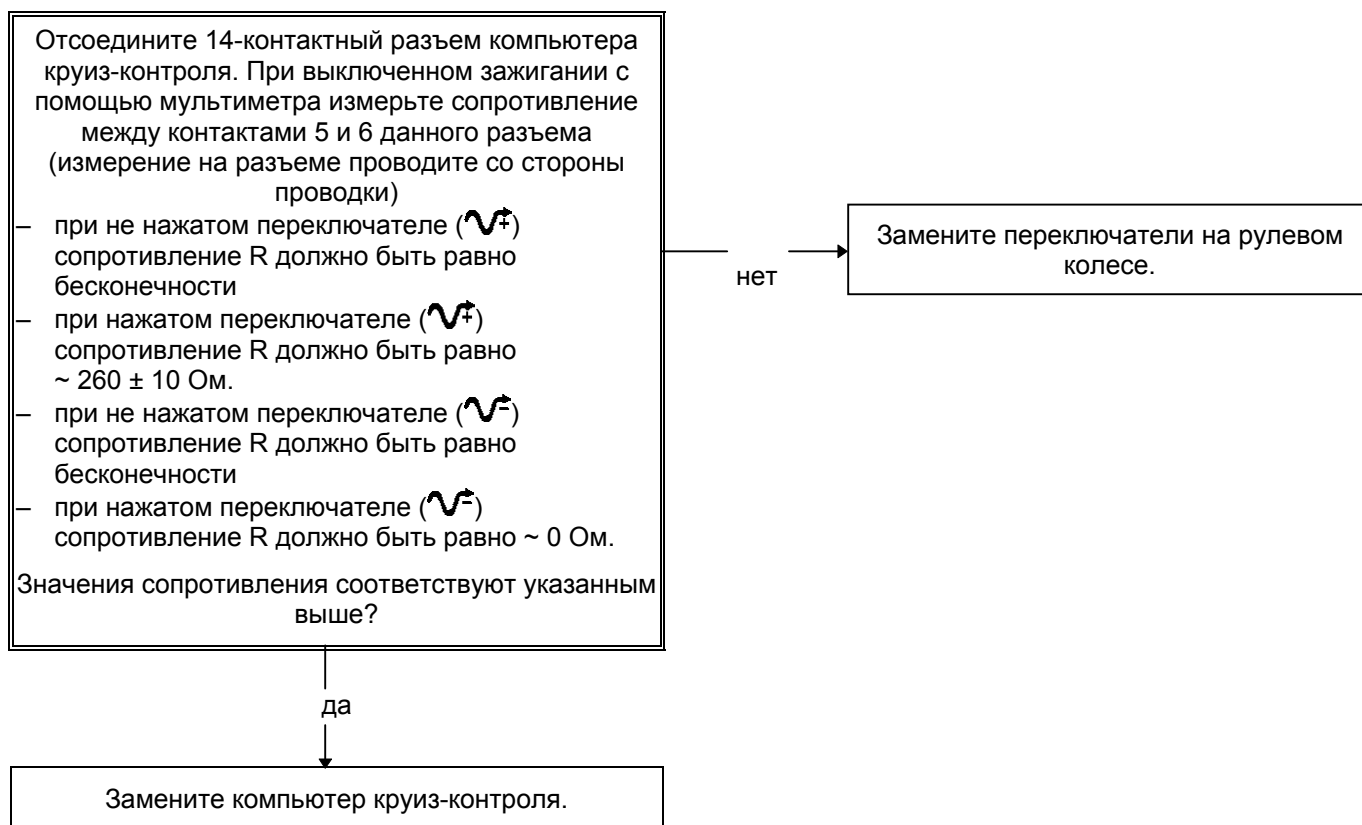 Отсоедините 14-контактный разъем компьютера
круиз-контроля. При выключенном зажигании с
помощью мультиметра измерьте сопротивление
между контактами 5 и 6 данного разъема
(измерение на разъеме проводите со стороны
проводки)
– при не нажатом переключателе (+)
сопротивление R должно быть равно
бесконечности
– при нажатом переключателе (+)
сопротивление R должно быть равно
~ 260 ± 10 Ом.
– при не нажатом переключателе (-)
сопротивление R должно быть равно
бесконечности
– при нажатом переключателе (-)
сопротивление R должно быть равно ~ 0 Ом.
Значения сопротивления соответствуют указанным
выше?
нет
Замените переключатели на рулевом
колесе.
да
Замените компьютер круиз-контроля.